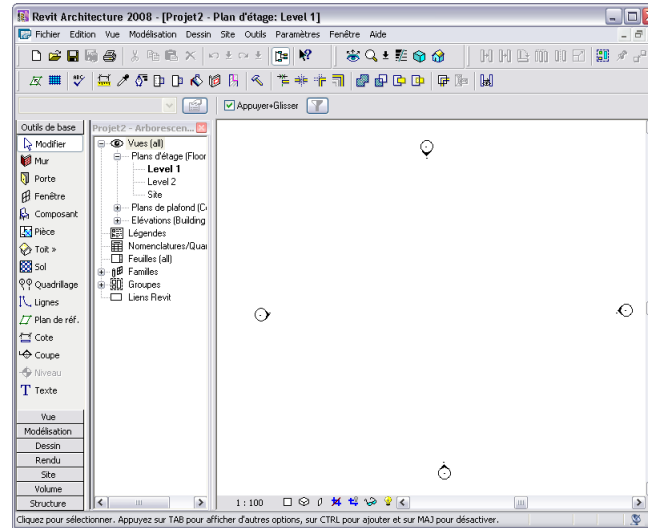 Revit Architecture 2008 - [Projet2 - Plan d'étage: Level 1]
Fichier Edition Vue Modélisation Dessin Site Outils Paramètres Fenêtre Aide
Appuyer+Glisser
Outils de base
Modifier
Mur
Porte
Fenêtre
Composant
Pièce
Toit »
Sol
Quadrillage
Lignes
Plan de réf.
Cote
Coupe
Niveau
Texte
Vue
Modélisation
Dessin
Rendu
Site
Volume
Structure
Projet2 - Arborescen...
Vues (all)
Plans d'étage (Floor
Level 1
Level 2
Site
Plans de plafond (Ce
Elévations (Building
Légendes
Nomenclatures/Quan
Feuilles (all)
Familles
Groupes
Liens Revit
1 : 100
Cliquez pour sélectionner. Appuyez sur TAB pour afficher d'autres options, sur CTRL pour ajouter et sur MAJ pour désactiver.